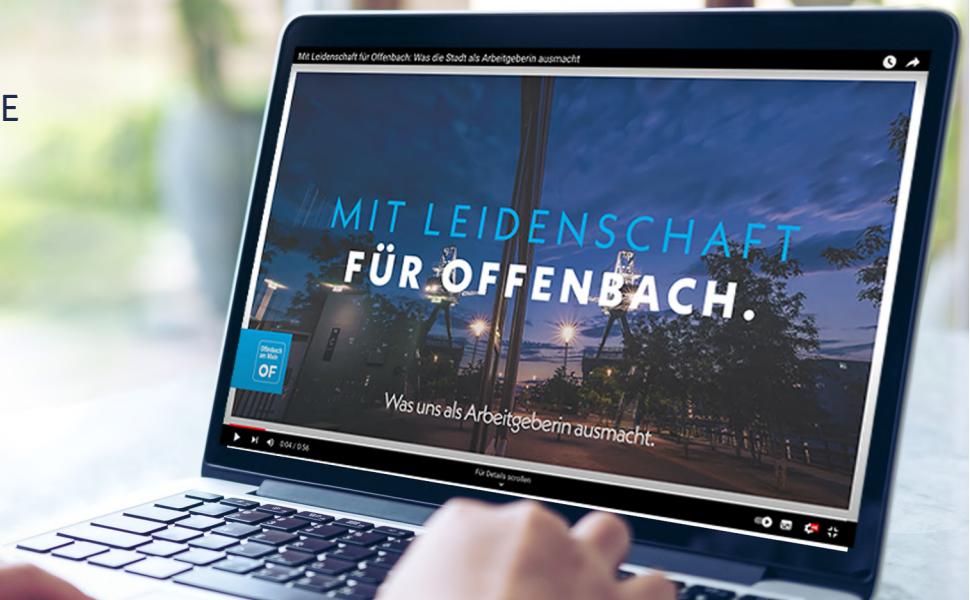 E
Mit Leidenschaft für Offenbach: Was die Stadt als Arbeitgeberin ausmacht
MIT LEIDENSCHAFT
FÜR OFFENBACH.
Offenbach
am Main
OF
Was uns als Arbeitgeberin ausmacht.
0:04 / 0:56
Für Details scrollen